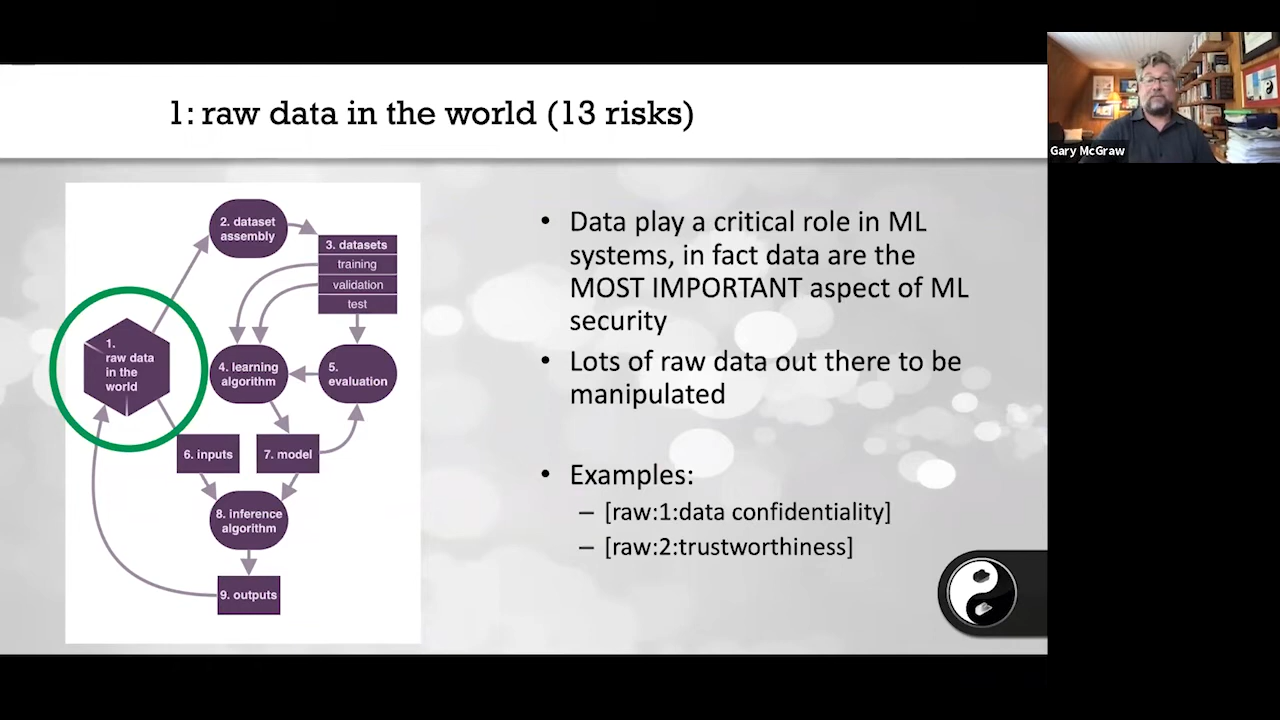 1: raw data in the world (13 risks)
Gary McGraw
2. dataset
assembly
3. datasets
training
validation
test
1.
raw data
in the
world
4. learning
algorithm
5.
evaluation
6. inputs
7. model
8. inference
algorithm
9. outputs
• Data play a critical role in ML
systems, in fact data are the
MOST IMPORTANT aspect of ML
security
• Lots of raw data out there to be
manipulated
• Examples:
– [raw:1:data confidentiality]
– [raw:2:trustworthiness]